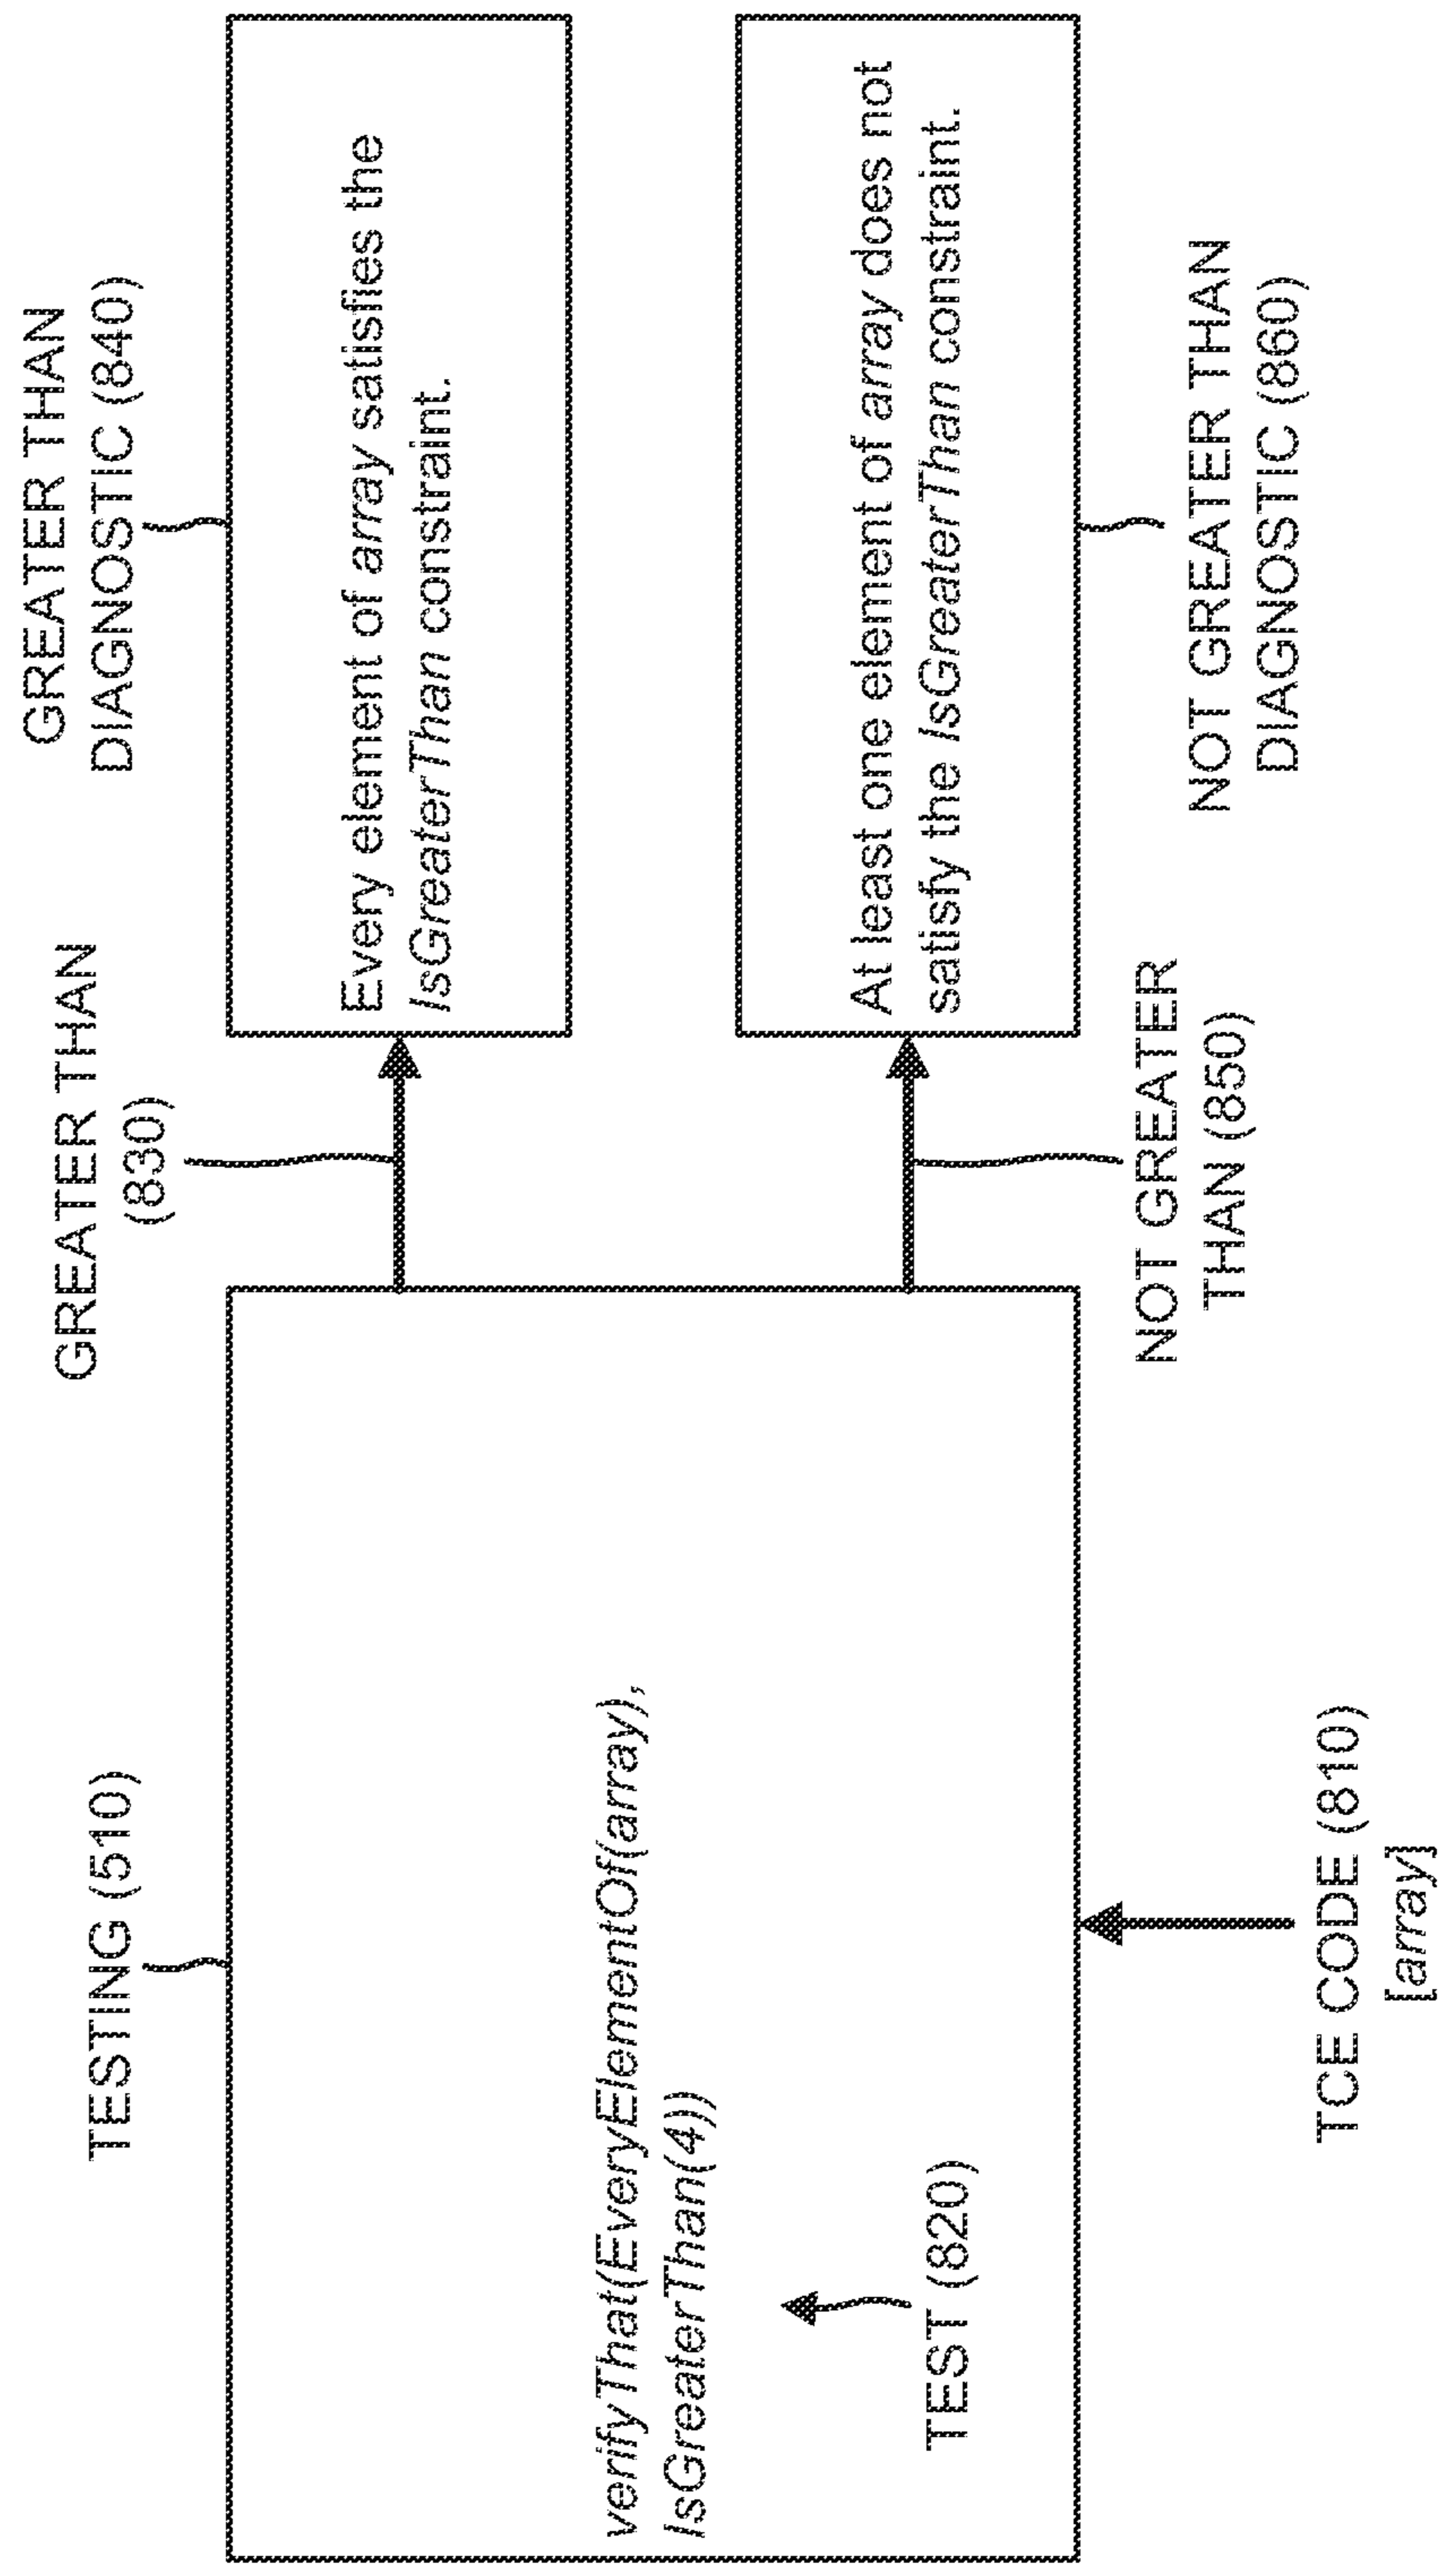 TESTING (510)
verifyThat(EveryElementOf(array),
IsGreaterThan(4))
TEST (820)
TCE CODE (810)
[array]
GREATER THAN
(830)
NOT GREATER
THAN (850)
GREATER THAN
DIAGNOSTIC (840)
Every element of array satisfies the
IsGreaterThan constraint.
At least one element of array does not
satisfy the IsGreaterThan constraint.
NOT GREATER THAN
DIAGNOSTIC (860)